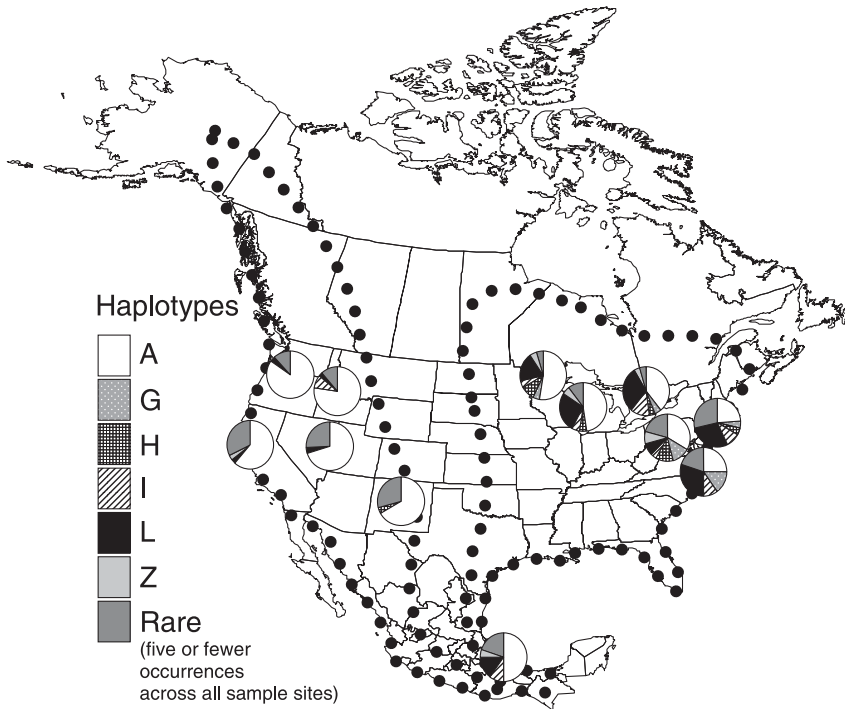 Haplotypes
A
G
H
I
L
Z
Rare
(five or fewer
occurrences
across all sample sites)